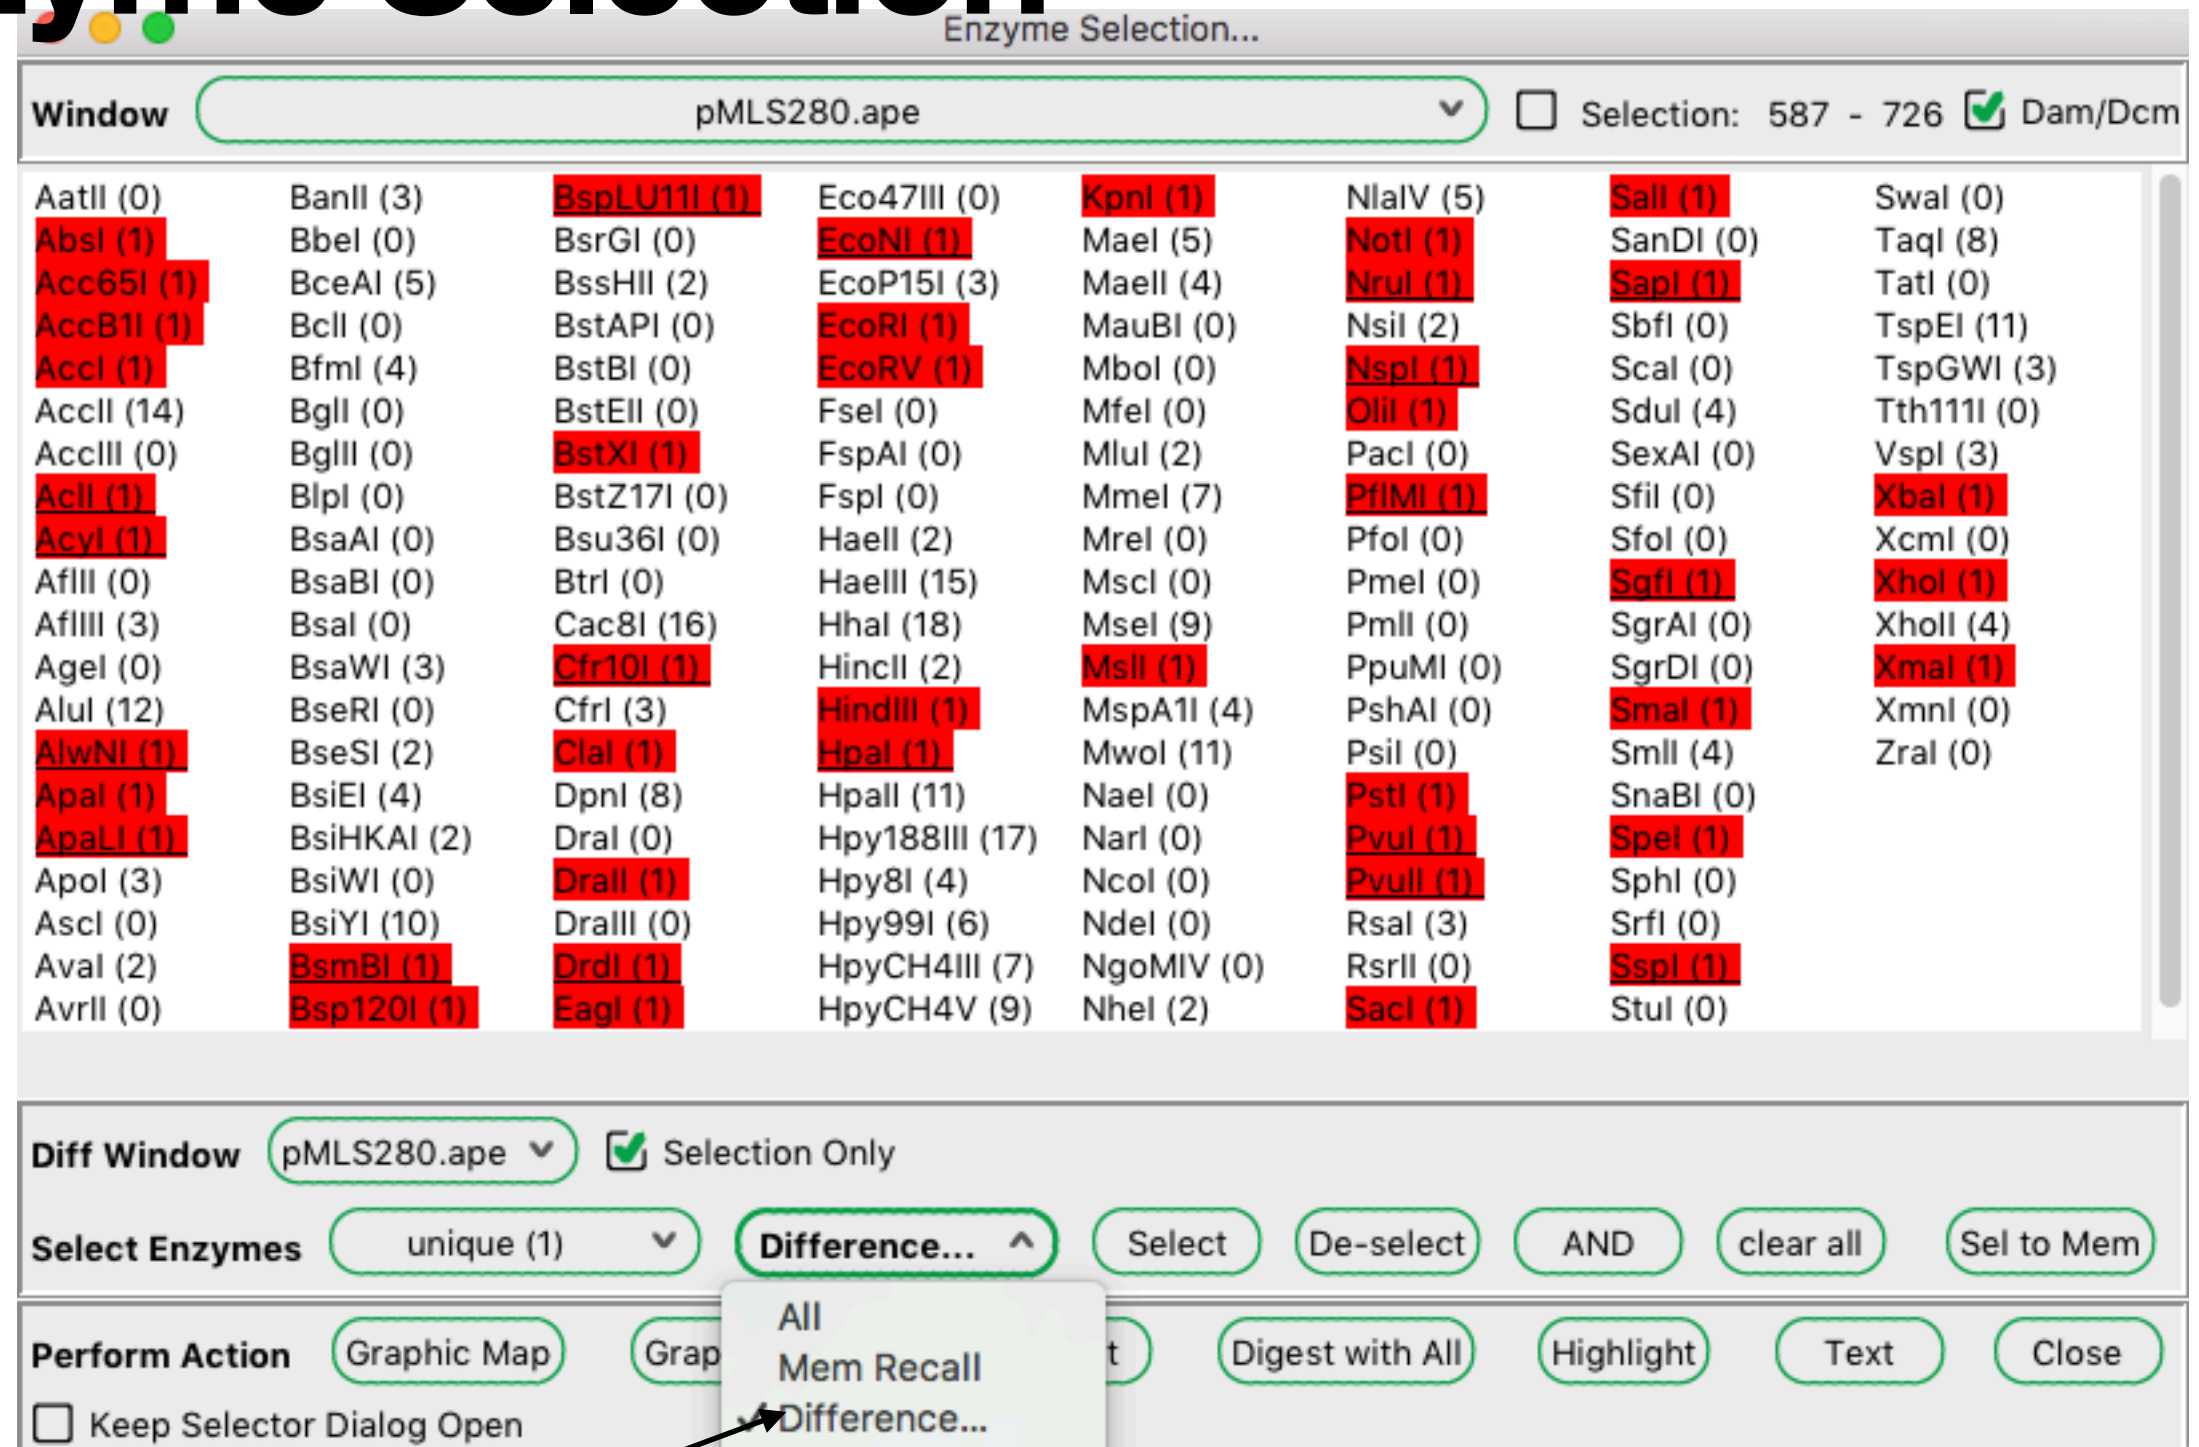 Enzyme Selection...
Window pMLS280.ape Selection: 587 - 726 Dam/Dcm
AatII (0) BanII (3) BspLU11I (1) Eco47III (0) KpnI (1) NlaIV (5) SalI (1) SwaI (0)
AbsI (1) BbeI (0) BsrGI (0) EcoNI (1) MaeI (5) NotI (1) SanDI (0) TaqI (8)
Acc65I (1) BceAI (5) BssHII (2) EcoP15I (3) MaeII (4) NruI (1) SapI (1) TatI (0)
AccB1I (1) BclI (0) BstAPI (0) EcoRI (1) MauBI (0) NsiI (2) SbfI (0) TspEI (11)
AccI (1) BfmI (4) BstBI (0) EcoRV (1) MboI (0) NspI (1) ScaI (0) TspGWI (3)
AccII (14) BglI (0) BstEII (0) FseI (0) MfeI (0) OliI (1) SduI (4) Tth111I (0)
AccIII (0) BglII (0) BstXI (1) FspAI (0) MluI (2) PacI (0) SexAI (0) VspI (3)
AclI (1) BlpI (0) BstZ17I (0) FspI (0) MmeI (7) PflMI (1) SfiI (0) XbaI (1)
AcyI (1) BsaAI (0) Bsu36I (0) HaeII (2) MreI (0) PfoI (0) SfoI (0) XcmI (0)
AflII (0) BsaBI (0) BtrI (0) HaeIII (15) MscI (0) PmeI (0) SgfI (1) XhoI (1)
AflIII (3) BsaI (0) Cac8I (16) HhaI (18) MseI (9) PmlI (0) SgrAI (0) XhoII (4)
AgeI (0) BsaWI (3) Cfr10I (1) HincII (2) MslI (1) PpuMI (0) SgrDI (0) XmaI (1)
AluI (12) BseRI (0) CfrI (3) HindIII (1) MspA1I (4) PshAI (0) SmaI (1) XmnI (0)
AlwNI (1) BseSI (2) ClaI (1) HpaI (1) MwoI (11) PsiI (0) SmlI (4) ZraI (0)
ApaI (1) BsiEI (4) DpnI (8) HpaII (11) NaeI (0) PstI (1) SnaBI (0)
ApaLI (1) BsiHKAI (2) DraI (0) Hpy188III (17) NarI (0) PvuI (1) SpeI (1)
ApoI (3) BsiWI (0) DraII (1) Hpy8I (4) NcoI (0) PvuII (1) SphI (0)
AscI (0) BsiYI (10) DraIII (0) Hpy99I (6) NdeI (0) RsaI (3) SrfI (0)
AvaI (2) BsmBI (1) DrdI (1) HpyCH4III (7) NgoMIV (0) RsrII (0) SspI (1)
AvrII (0) Bsp120I (1) EagI (1) HpyCH4V (9) NheI (2) SacI (1) StuI (0)
Diff Window pMLS280.ape Selection Only
Select Enzymes unique (1) Difference... Select De-select AND clear all Sel to Mem
All
Perform Action Graphic Map Grap t Digest with All Highlight Text Close
Mem Recall
Keep Selector Dialog Open Difference...